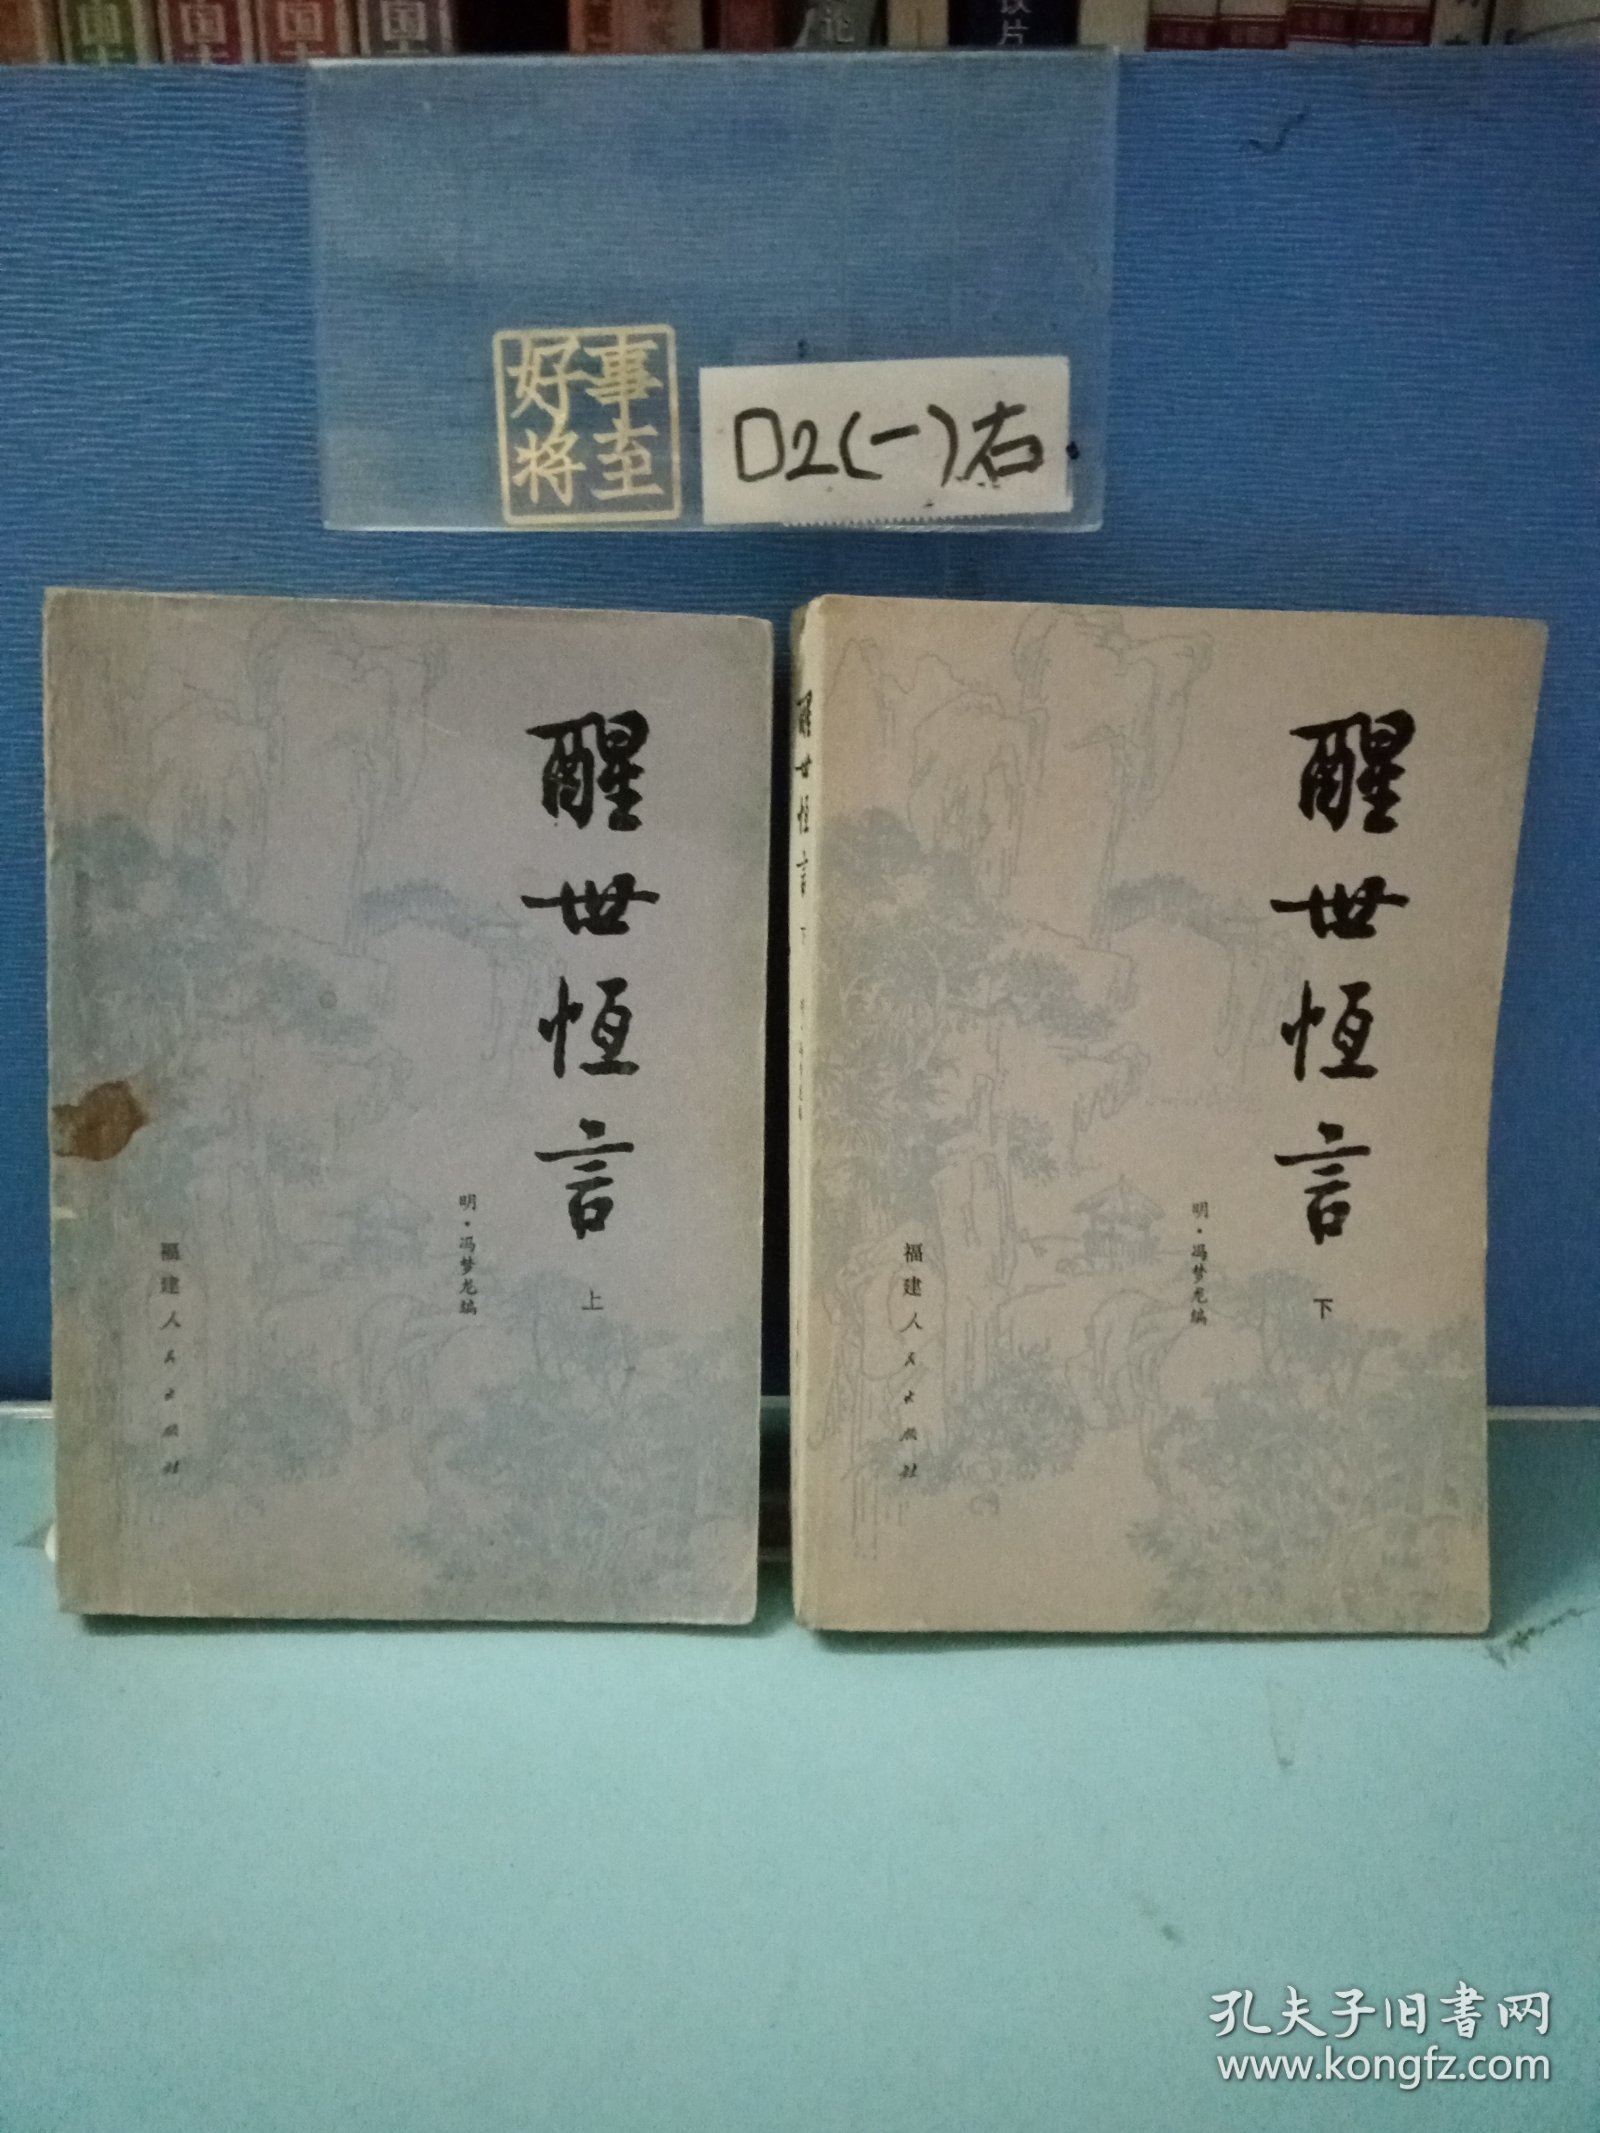 好事
将至
D2(一)右
醒世恒言
上
明·冯梦龙编
福建人民出版社
醒世恒言 下
醒世恒言
下
明·冯梦龙编
福建人民出版社
孔夫子旧书网
www.kongfz.com